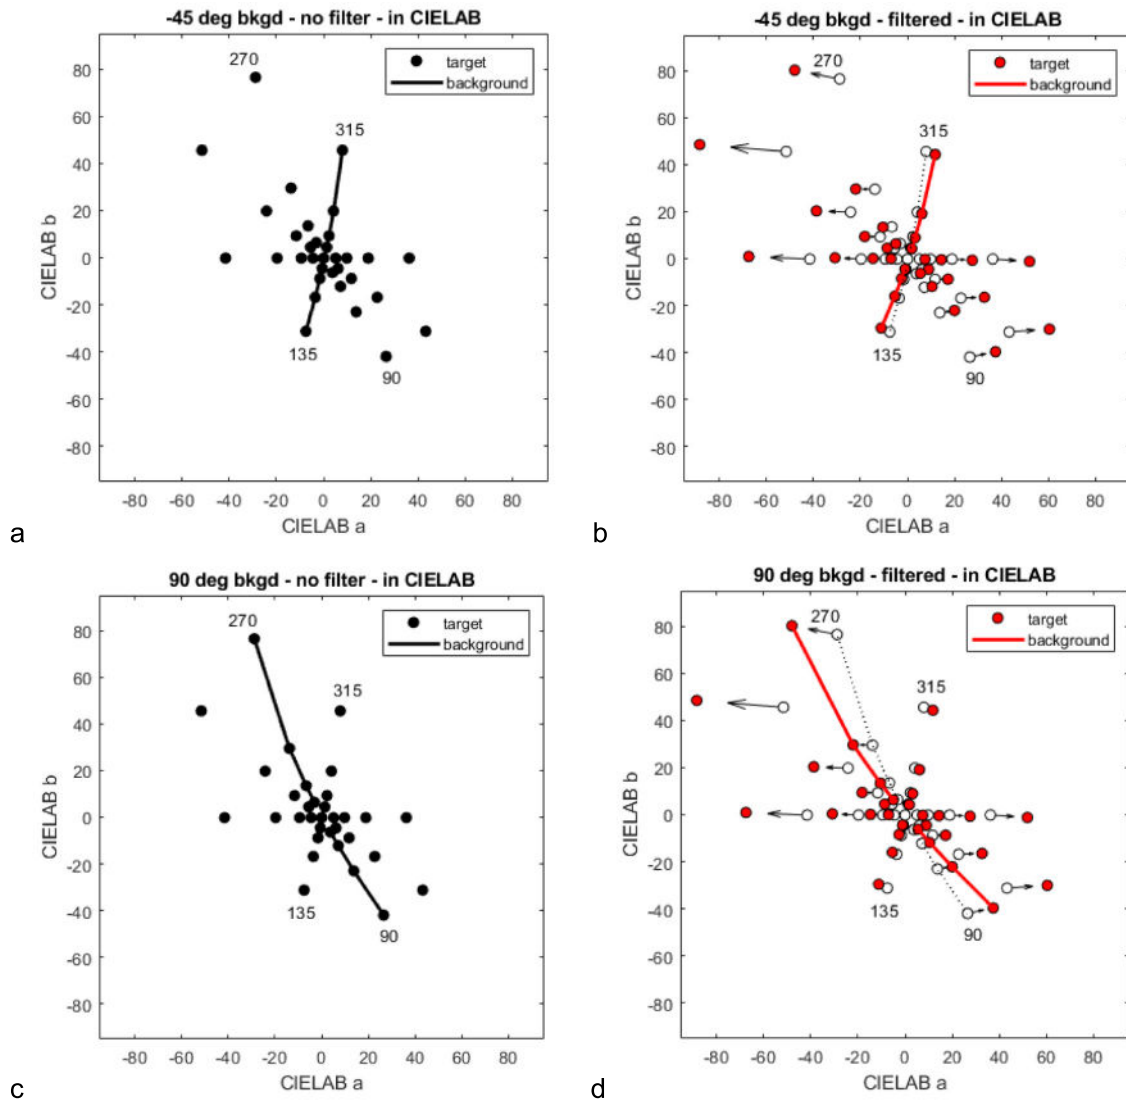 -45 deg bkgd - no filter - in CIELAB
270
315
135
90
target
background
80
60
40
20
0
-20
-40
-60
-80
CIELAB b
-80 -60 -40 -20 0 20 40 60 80
CIELAB a
a
-45 deg bkgd - filtered - in CIELAB
270
315
135
90
target
background
80
60
40
20
0
-20
-40
-60
-80
CIELAB b
-80 -60 -40 -20 0 20 40 60 80
CIELAB a
b
90 deg bkgd - no filter - in CIELAB
270
315
135
90
target
background
80
60
40
20
0
-20
-40
-60
-80
CIELAB b
-80 -60 -40 -20 0 20 40 60 80
CIELAB a
c
90 deg bkgd - filtered - in CIELAB
270
315
135
90
target
background
80
60
40
20
0
-20
-40
-60
-80
CIELAB b
-80 -60 -40 -20 0 20 40 60 80
CIELAB a
d